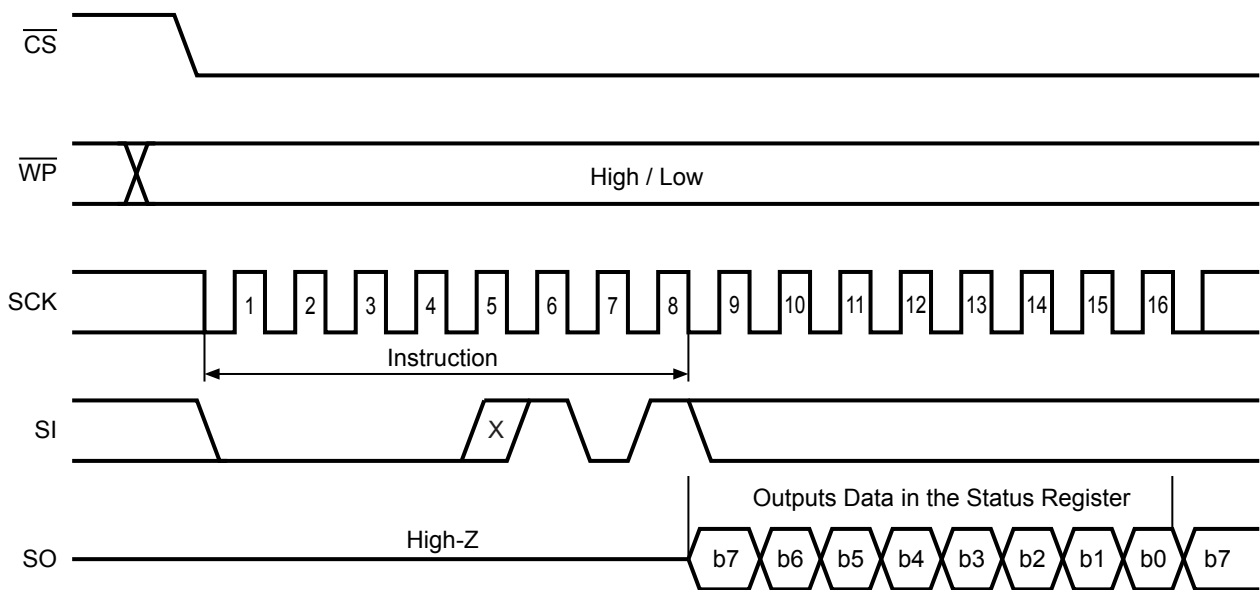 CS
WP
High / Low
SCK
1 2 3 4 5 6 7 8 9 10 11 12 13 14 15 16
Instruction
SI
X
Outputs Data in the Status Register
High-Z
SO
b7 b6 b5 b4 b3 b2 b1 b0 b7